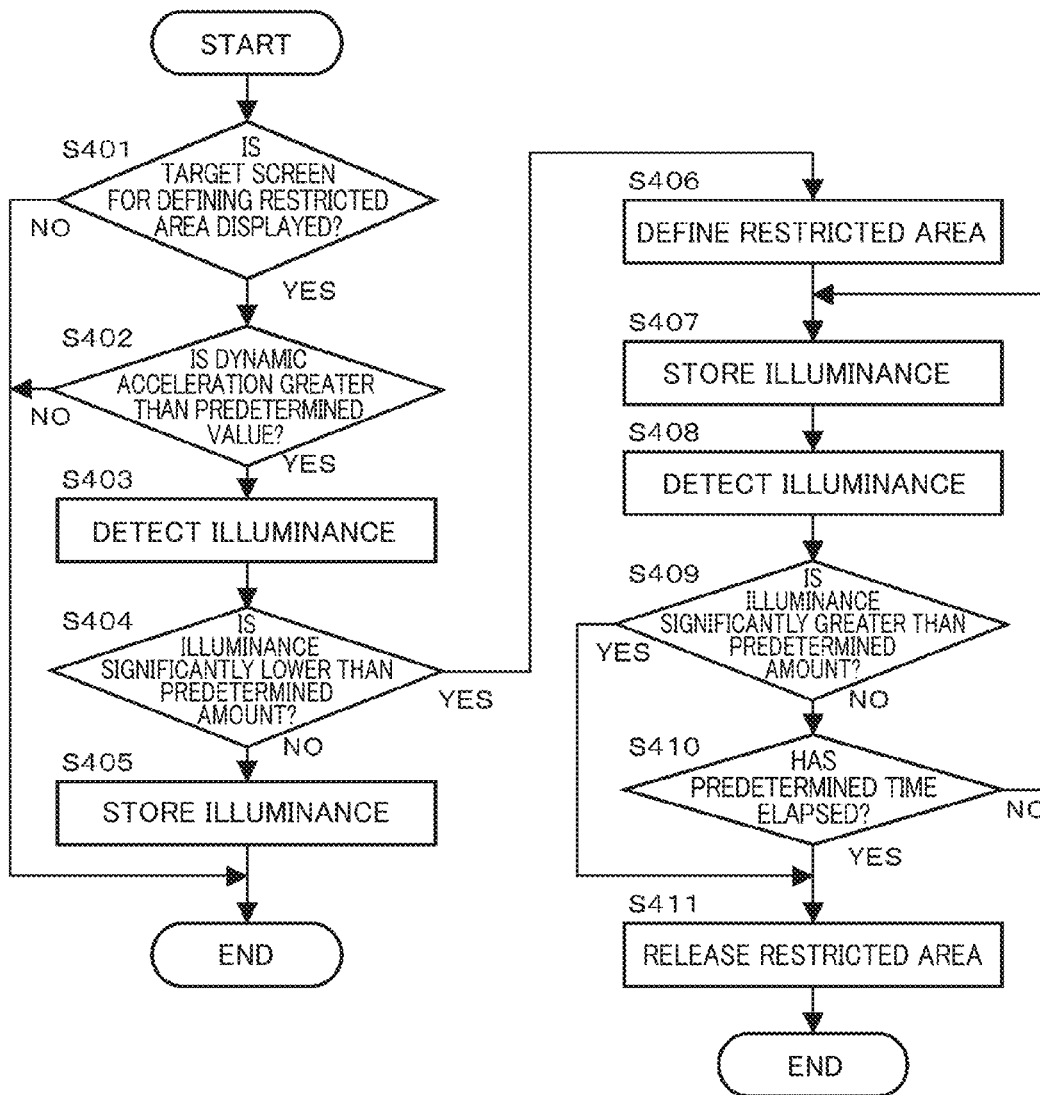 START
S401
IS
TARGET SCREEN
FOR DEFINING RESTRICTED
AREA DISPLAYED?
NO
YES
S402
IS DYNAMIC
ACCELERATION GREATER
THAN PREDETERMINED
VALUE?
NO
YES
S403
DETECT ILLUMINANCE
S404
IS
ILLUMINANCE
SIGNIFICANTLY LOWER THAN
PREDETERMINED
AMOUNT?
YES
NO
S405
STORE ILLUMINANCE
END
S406
DEFINE RESTRICTED AREA
S407
STORE ILLUMINANCE
S408
DETECT ILLUMINANCE
S409
IS
ILLUMINANCE
SIGNIFICANTLY GREATER THAN
PREDETERMINED
AMOUNT?
YES
NO
S410
HAS
PREDETERMINED TIME
ELAPSED?
NO
YES
S411
RELEASE RESTRICTED AREA
END